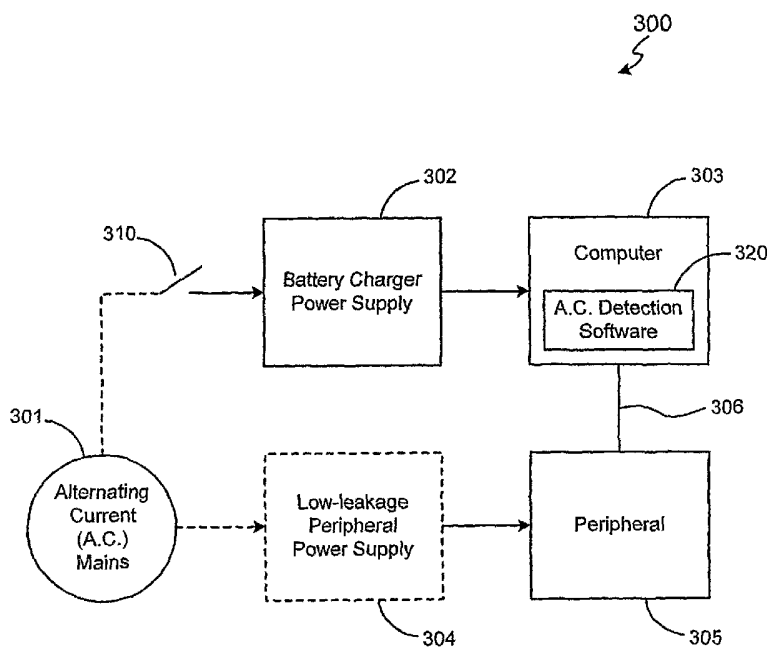 300
302
303
310
320
Battery Charger
Power Supply
Computer
A.C. Detection
Software
301
306
Alternating
Current
(A.C.)
Mains
Low-leakage
Peripheral
Power Supply
Peripheral
304
305